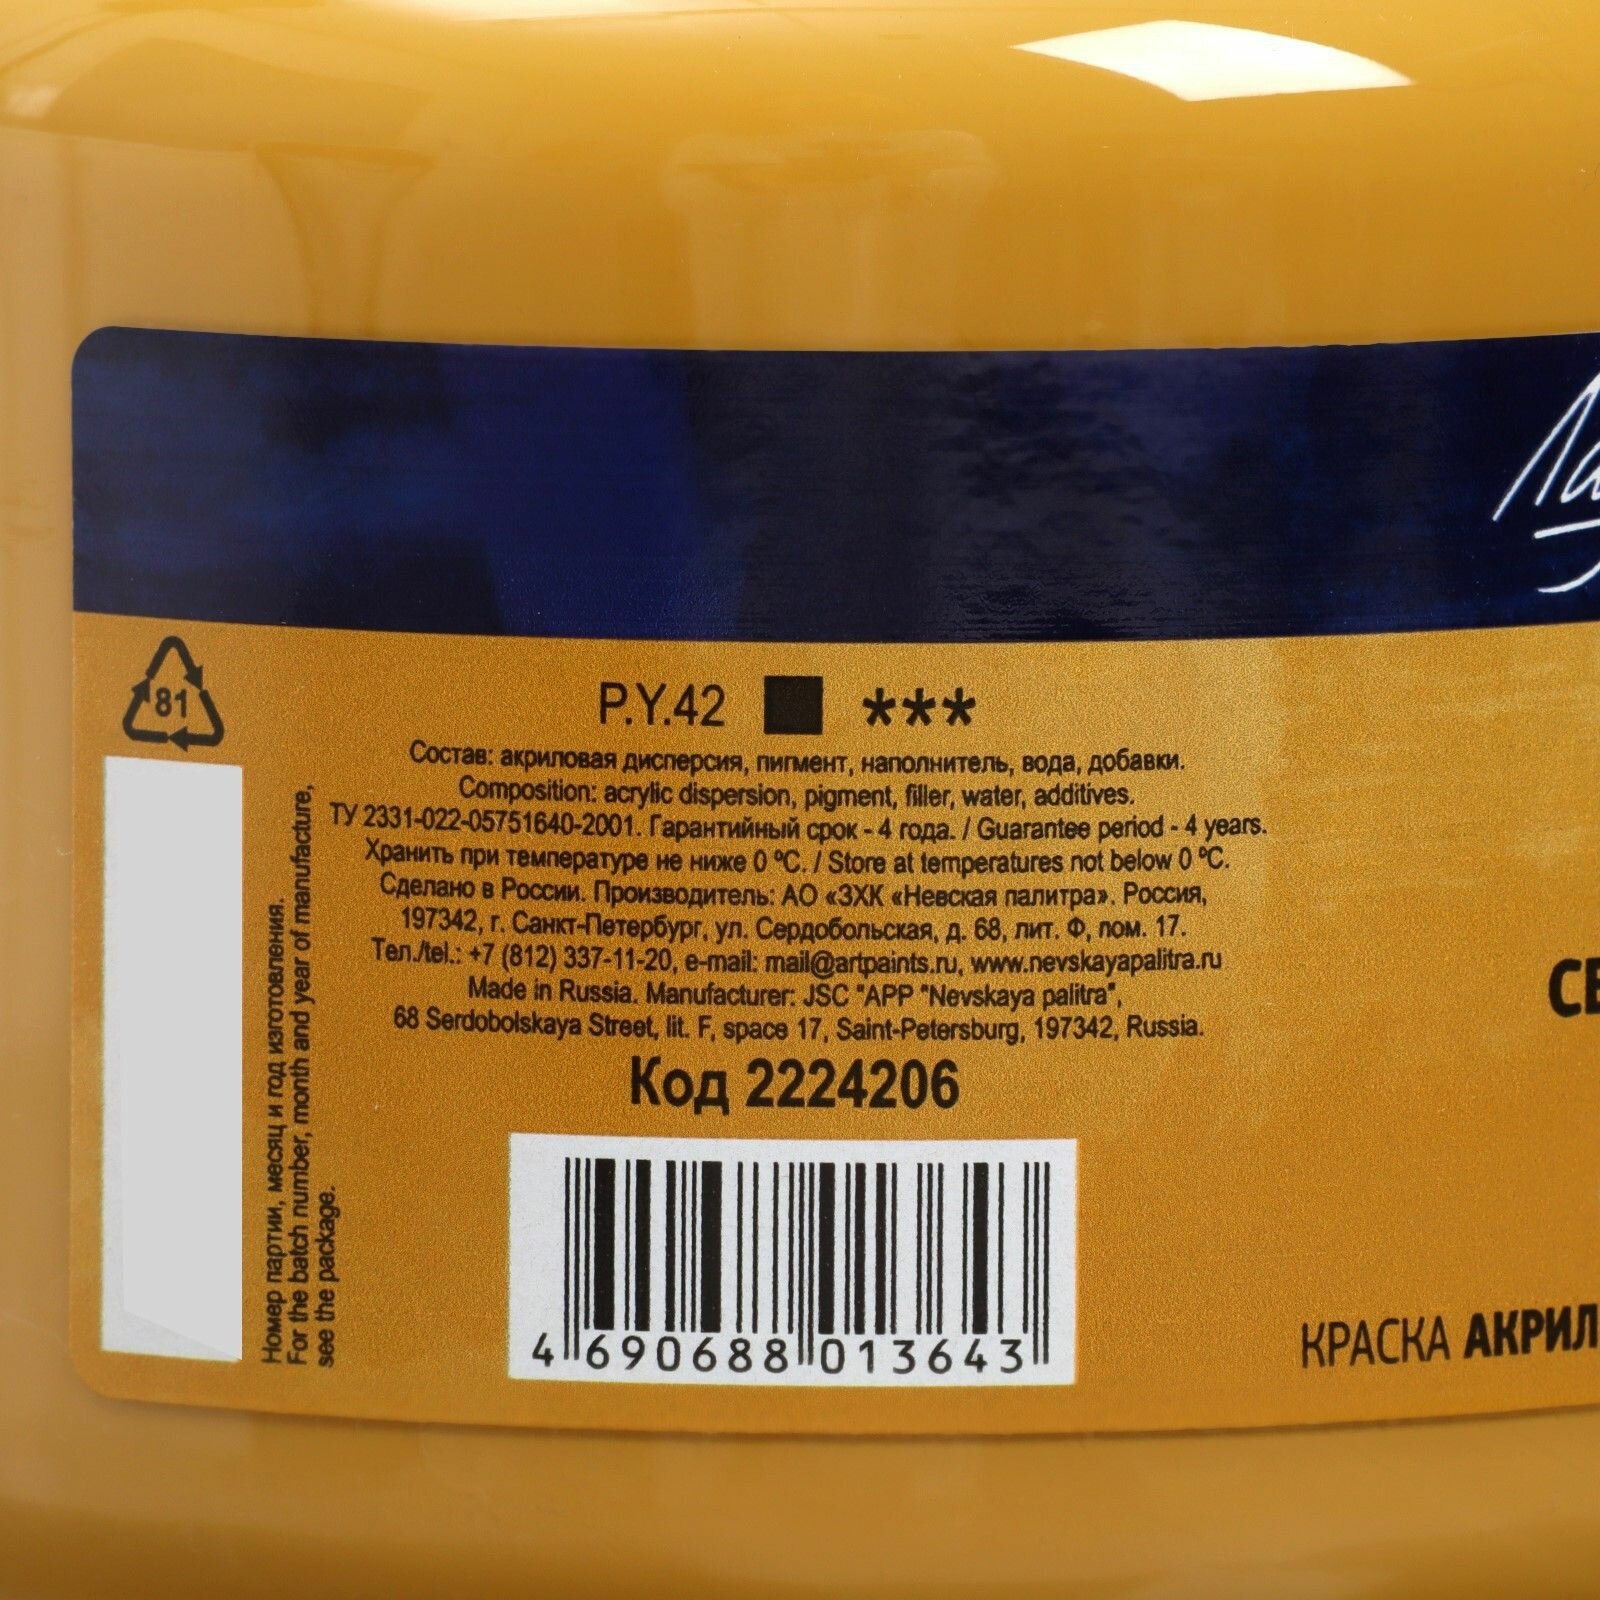 Ла
81
P.Y.42 ■ ***
Состав: акриловая дисперсия, пигмент, наполнитель, вода, добавки.
Composition: acrylic dispersion, pigment, filler, water, additives.
ТУ 2331-022-05751640-2001. Гарантийный срок - 4 года. / Guarantee period - 4 years.
Хранить при температуре не ниже 0 ºС. / Store at temperatures not below 0 ºC.
Сделано в России. Производитель: АО «ЗХК «Невская палитра». Россия,
197342, г. Санкт-Петербург, ул. Сердобольская, д. 68, лит. Ф, пом. 17.
Тел./tel.: +7 (812) 337-11-20, e-mail: mail@artpaints.ru, www.nevskayapalitra.ru
Made in Russia. Manufacturer: JSC "APP "Nevskaya palitra",
68 Serdobolskaya Street, lit. F, space 17, Saint-Petersburg, 197342, Russia.
Код 2224206
4 690688 013643
Номер партии, месяц и год изготовления.
For the batch number, month and year of manufacture,
see the package.
СВ
КРАСКА АКРИЛ